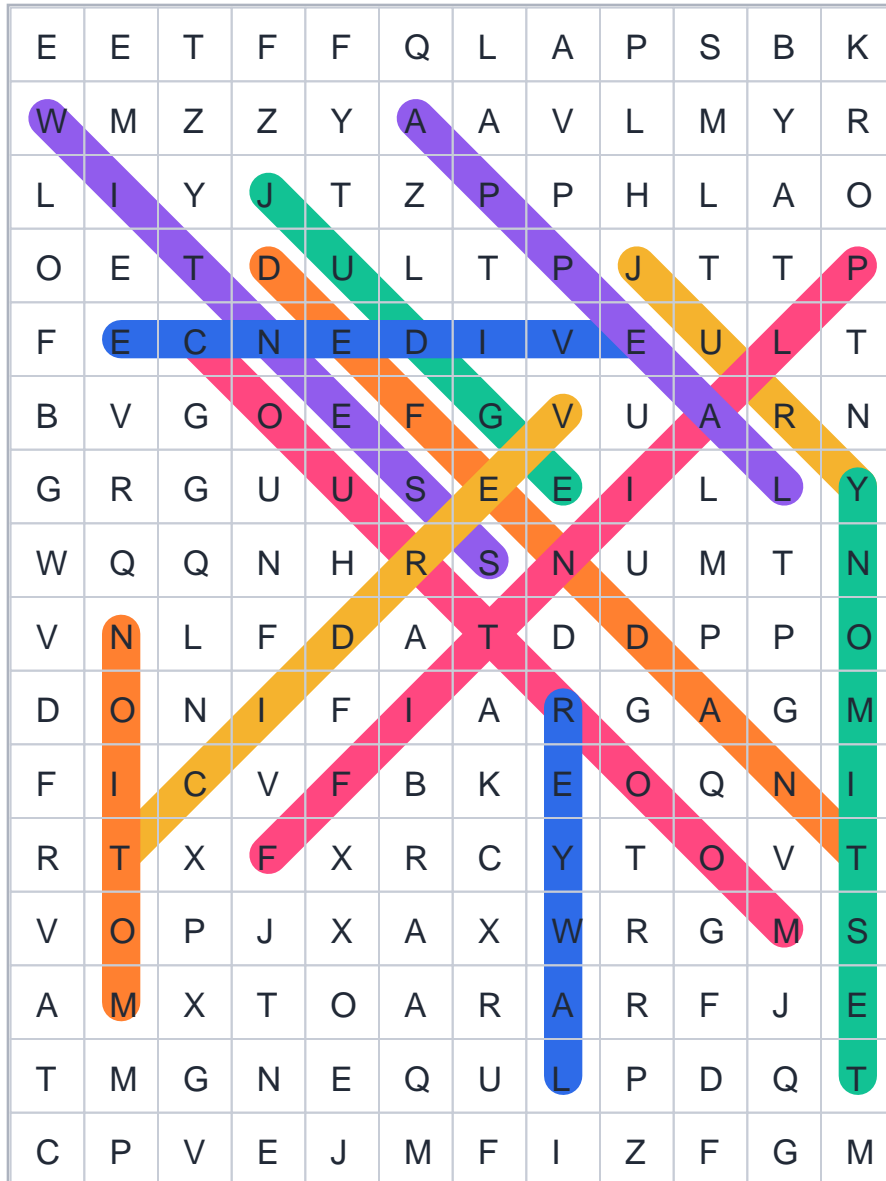 E E T F F Q L A P S B K
W M Z Z Y A A V L M Y R
L I Y J T Z P P H L A O
O E T D U L T P J T T P
F E C N E D I V E U L T
B V G O E F G V U A R N
G R G U U S E E I L L Y
W Q Q N H R S N U M T N
V N L F D A T D D P P O
D O N I F I A R G A G M
F I C V F B K E O Q N I
R T X F X R C Y T O V T
V O P J X A X W R G M S
A M X T O A R A R F J E
T M G N E Q U L P D Q T
C P V E J M F I Z F G M